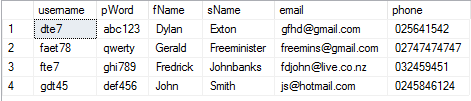 username pWord fName sName email phone
1 dte7 abc123 Dylan Exton gfhd@gmail.com 025641542
2 faet78 qwerty Gerald Freeminister freemins@gmail.com 02747474747
3 fte7 ghi789 Fredrick Johnbanks fdjohn@live.co.nz 032459451
4 gdt45 def456 John Smith js@hotmail.com 0245846124